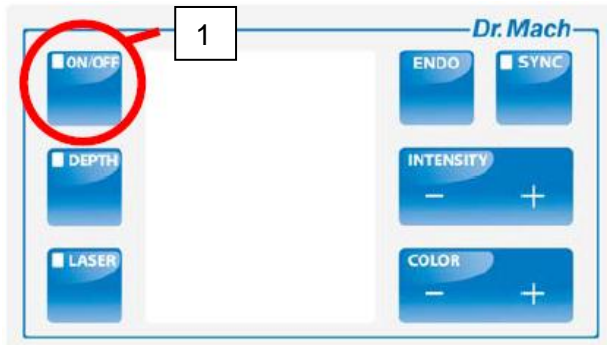 1
Dr. Mach
ON/OFF
ENDO
SYNC
DEPTH
INTENSITY
− +
LASER
COLOR
− +